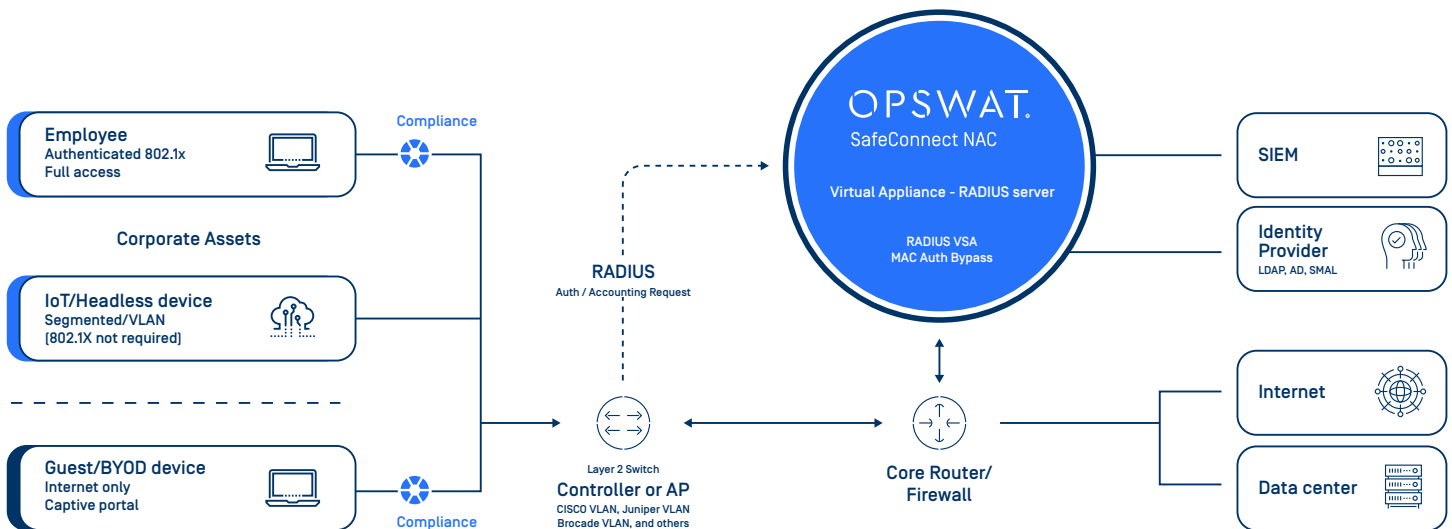 Employee
Authenticated 802.1x
Full access
Compliance
Corporate Assets
IoT/Headless device
Segmented/VLAN
(802.1X not required)
Guest/BYOD device
Internet only
Captive portal
Compliance
RADIUS
Auth / Accounting Request
Layer 2 Switch
Controller or AP
CISCO VLAN, Juniper VLAN
Brocade VLAN, and others
OPSWAT.
SafeConnect NAC
Virtual Appliance - RADIUS server
RADIUS VSA
MAC Auth Bypass
Core Router/
Firewall
SIEM
Identity
Provider
LDAP, AD, SMAL
Internet
Data center